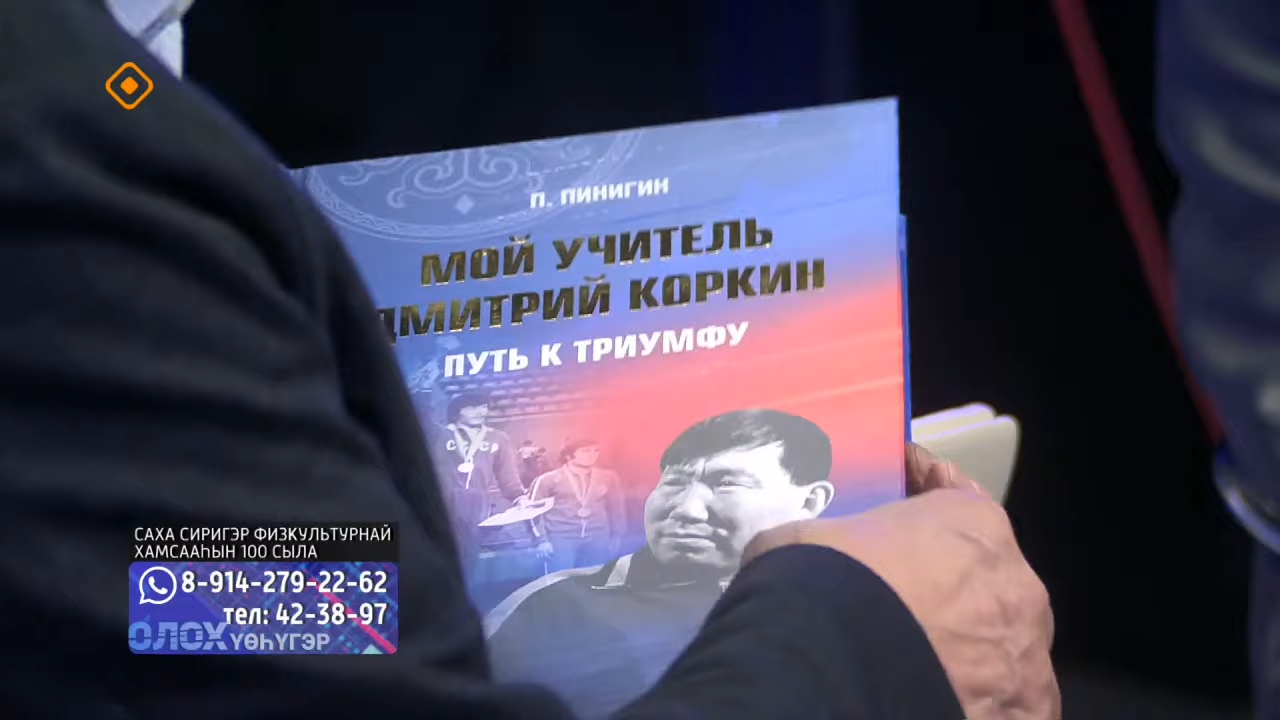 П. ПИНИГИН
МОЙ УЧИТЕЛЬ
ДМИТРИЙ КОРКИН
ПУТЬ К ТРИУМФУ
СССР
САХА СИРИГЭР ФИЗКУЛЬТУРНАЙ
ХАМСААҺЫН 100 СЫЛА
8-914-279-22-62
тел: 42-38-97
ОЛОХ ҮӨҺҮГЭР